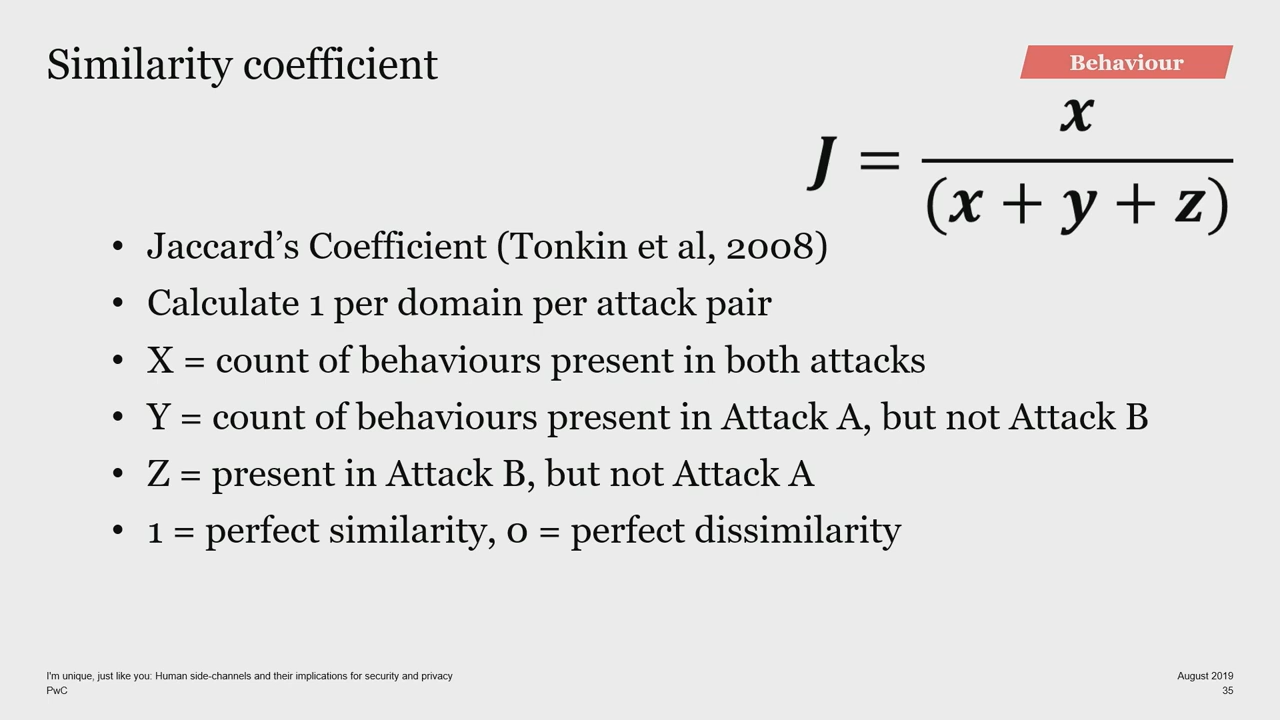 Similarity coefficient
Behaviour
J = x / (x + y + z)
• Jaccard’s Coefficient (Tonkin et al, 2008)
• Calculate 1 per domain per attack pair
• X = count of behaviours present in both attacks
• Y = count of behaviours present in Attack A, but not Attack B
• Z = present in Attack B, but not Attack A
• 1 = perfect similarity, 0 = perfect dissimilarity
I'm unique, just like you: Human side-channels and their implications for security and privacy
PwC
August 2019
35